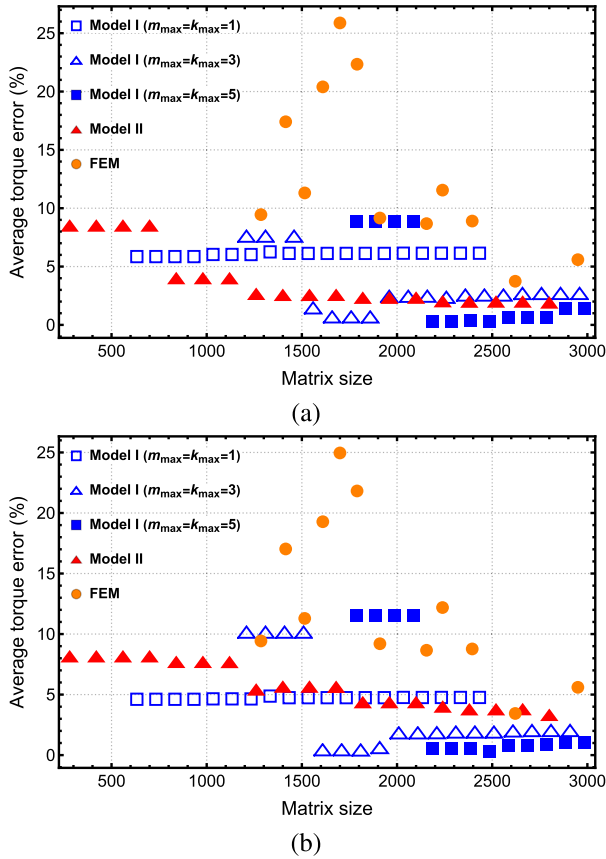 25
20
15
10
5
0
Average torque error (%)
Model I (mmax=kmax=1)
Model I (mmax=kmax=3)
Model I (mmax=kmax=5)
Model II
FEM
500 1000 1500 2000 2500 3000
Matrix size
(a)
25
20
15
10
5
0
Average torque error (%)
Model I (mmax=kmax=1)
Model I (mmax=kmax=3)
Model I (mmax=kmax=5)
Model II
FEM
500 1000 1500 2000 2500 3000
Matrix size
(b)